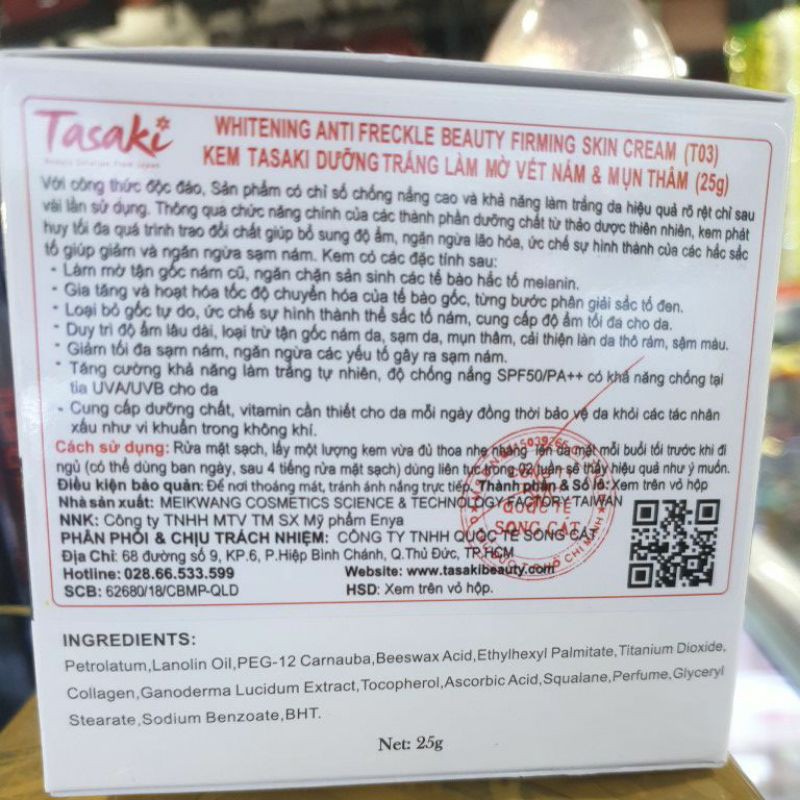 Tasaki
WHITENING ANTI FRECKLE BEAUTY FIRMING SKIN CREAM (T03)
KEM TASAKI DƯỠNG TRẮNG LÀM MỜ VẾT NÁM & MỤN THÂM (25g)
Với công thức độc đáo, Sản phẩm có chỉ số chống nắng cao và khả năng làm trắng da hiệu quả rõ rệt chỉ sau
vài lần sử dụng. Thông qua chức năng chính của các thành phần dưỡng chất từ thảo dược thiên nhiên, kem phát
huy tối đa quá trình trao đổi chất giúp bổ sung độ ẩm, ngăn ngừa lão hóa, ức chế sự hình thành của các hắc sắc
tố giúp giảm và ngăn ngừa sạm nám. Kem có các đặc tính sau:
- Làm mờ tận gốc nám cũ, ngăn chặn sản sinh các tế bào hắc tố melanin.
- Gia tăng và hoạt hóa tốc độ chuyển hóa của tế bào gốc, từng bước phân giải sắc tố đen.
- Loại bỏ gốc tự do, ức chế sự hình thành thể sắc tố nám, cung cấp độ ẩm tối đa cho da.
- Duy trì độ ẩm lâu dài, loại trừ tận gốc nám da, sạm da, mụn thâm, cải thiện làn da thô ráp, sậm màu.
- Giảm tối đa sạm nám, ngăn ngừa các yếu tố gây ra sạm nám.
- Tăng cường khả năng làm trắng tự nhiên, độ chống nắng SPF50/PA++ có khả năng chống tại
tia UVA/UVB cho da
- Cung cấp dưỡng chất, vitamin cần thiết cho da mỗi ngày đồng thời bảo vệ da khỏi các tác nhân
xấu như vi khuẩn trong không khí.
Cách sử dụng: Rửa mặt sạch, lấy một lượng kem vừa đủ thoa nhẹ nhàng lên da mặt mỗi buổi tối trước khi đi
ngủ (có thể dùng ban ngày, sau 4 tiếng rửa mặt sạch) dùng liên tục trong 02 tuần sẽ thấy hiệu quả như ý muốn.
Điều kiện bảo quản: Để nơi thoáng mát, tránh ánh nắng trực tiếp. Thành phần & Số lô: Xem trên vỏ hộp
Nhà sản xuất: MEIKWANG COSMETICS SCIENCE & TECHNOLOGY FACTORY TAIWAN
NNK: Công ty TNHH MTV TM SX Mỹ phẩm Enya
PHÂN PHỐI & CHỊU TRÁCH NHIỆM: CÔNG TY TNHH QUỐC TẾ SONG CÁT
Địa Chỉ: 68 đường số 9, KP.6, P.Hiệp Bình Chánh, Q.Thủ Đức, TP.HCM
Hotline: 028.66.533.599 Website: www.tasakibeauty.com
SCB: 62680/18/CBMP-QLD HSD: Xem trên vỏ hộp.
QUỐC TẾ
SONG CÁT
INGREDIENTS:
Petrolatum,Lanolin Oil,PEG-12 Carnauba,Beeswax Acid,Ethylhexyl Palmitate,Titanium Dioxide,
Collagen,Ganoderma Lucidum Extract,Tocopherol,Ascorbic Acid,Squalane,Perfume,Glyceryl
Stearate,Sodium Benzoate,BHT.
Net: 25g